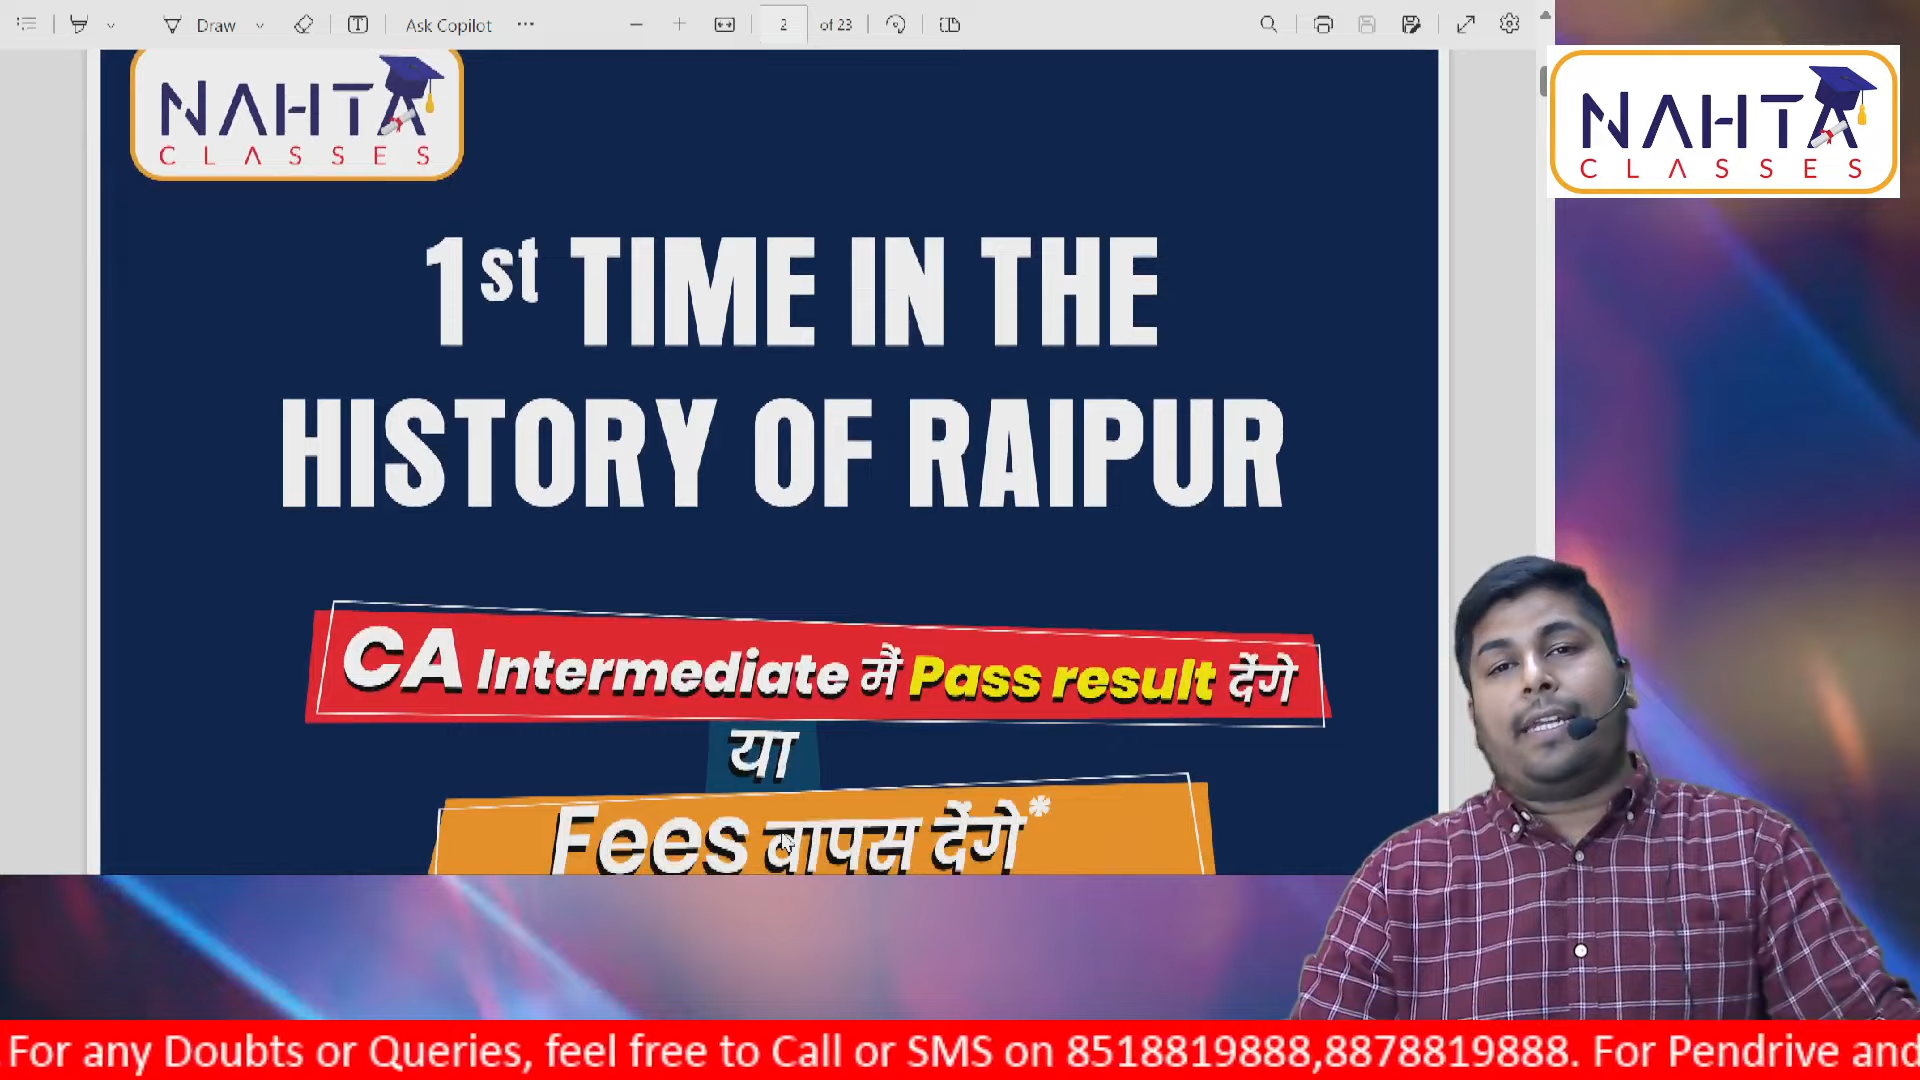 Draw
Ask Copilot
2
of 23
NAHTA
CLASSES
NAHTA
CLASSES
1st TIME IN THE
HISTORY OF RAIPUR
CA Intermediate में Pass result देंगे
या
Fees बापस देंगे*
For any Doubts or Queries, feel free to Call or SMS on 8518819888,8878819888. For Pendrive and